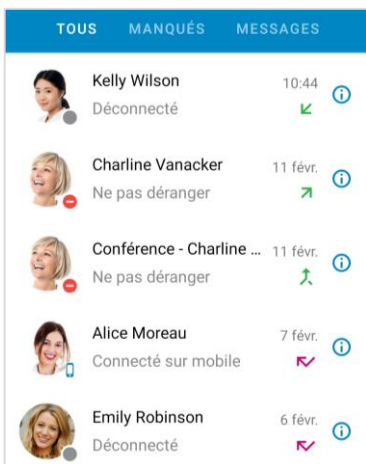 TOUS MANQUÉS MESSAGES
Kelly Wilson 10:44
Déconnecté
Charline Vanacker 11 févr.
Ne pas déranger
Conférence - Charline ... 11 févr.
Ne pas déranger
Alice Moreau 7 févr.
Connecté sur mobile
Emily Robinson 6 févr.
Déconnecté